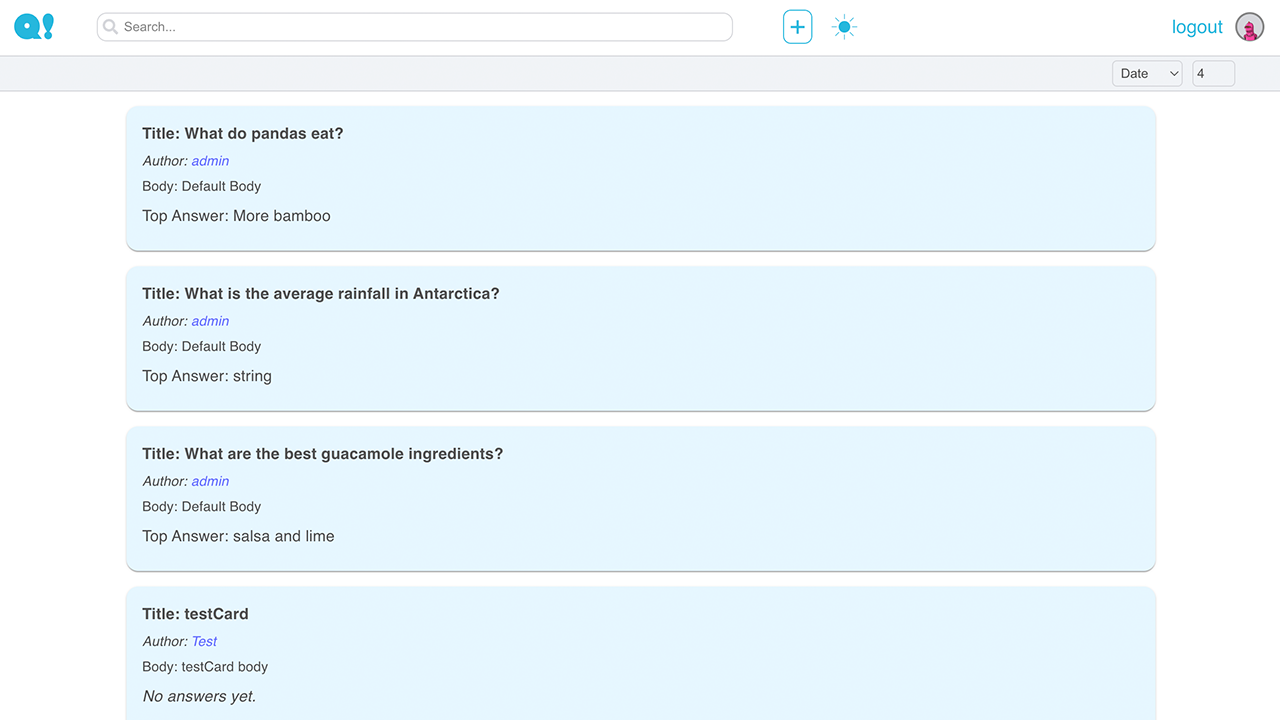 Q!
Search...
+
logout
Date
4
Title: What do pandas eat?
Author: admin
Body: Default Body
Top Answer: More bamboo
Title: What is the average rainfall in Antarctica?
Author: admin
Body: Default Body
Top Answer: string
Title: What are the best guacamole ingredients?
Author: admin
Body: Default Body
Top Answer: salsa and lime
Title: testCard
Author: Test
Body: testCard body
No answers yet.